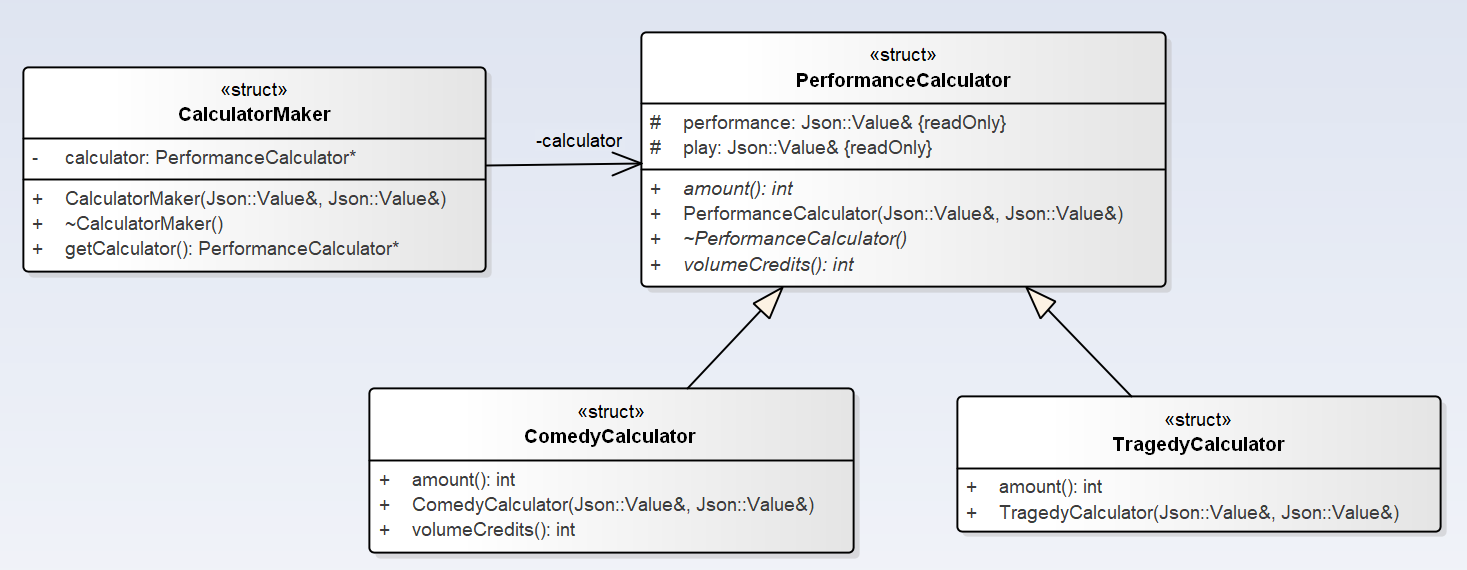 «struct»
CalculatorMaker
- calculator: PerformanceCalculator*
+ CalculatorMaker(Json::Value&, Json::Value&)
+ ~CalculatorMaker()
+ getCalculator(): PerformanceCalculator*
-calculator
«struct»
PerformanceCalculator
# performance: Json::Value& {readOnly}
# play: Json::Value& {readOnly}
+ amount(): int
+ PerformanceCalculator(Json::Value&, Json::Value&)
+ ~PerformanceCalculator()
+ volumeCredits(): int
«struct»
ComedyCalculator
+ amount(): int
+ ComedyCalculator(Json::Value&, Json::Value&)
+ volumeCredits(): int
«struct»
TragedyCalculator
+ amount(): int
+ TragedyCalculator(Json::Value&, Json::Value&)